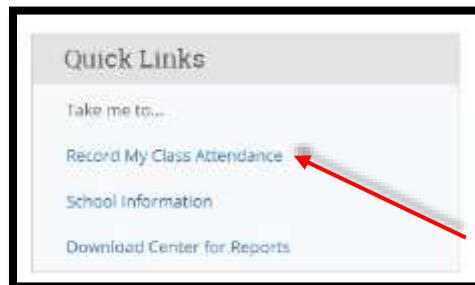 Quick Links
Take me to...
Record My Class Attendance
School Information
Download Center for Reports